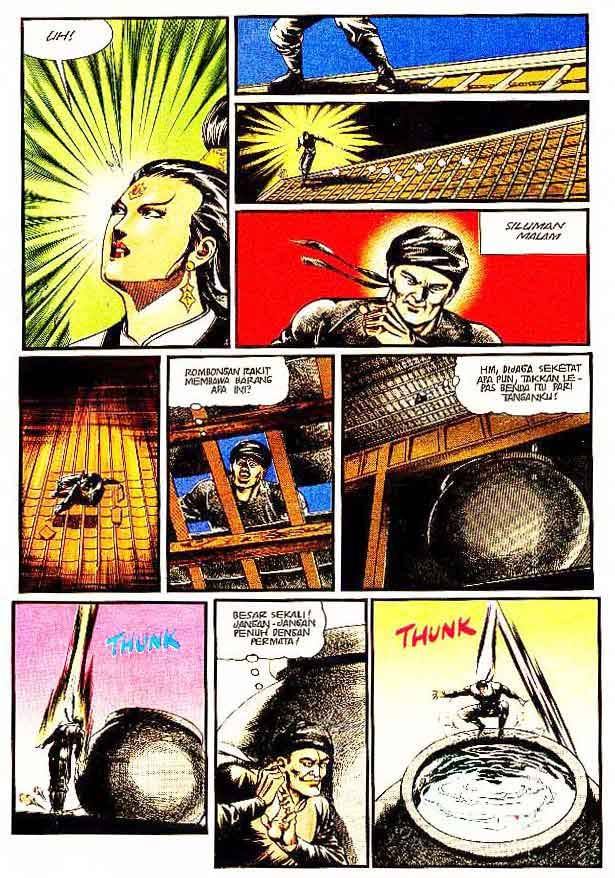 UH!
SILUMAN
MALAM
ROMBONGAN RAKIT
MEMBAWA BARANG
APA INI?
HM, DIJAGA SEKETAT
APA PUN, TAKKAN LE-
PAS BENDA ITU DARI
TANGANKU!
THUNK
BESAR SEKALI!
JANGAN-JANGAN
PENUH DENGAN
PERMATA!
THUNK